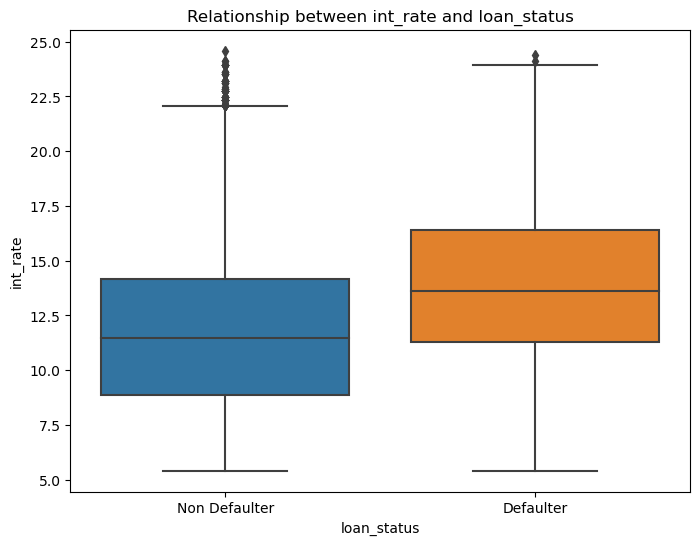 Relationship between int_rate and loan_status
25.0
22.5
20.0
17.5
15.0
12.5
10.0
7.5
5.0
int_rate
Non Defaulter
Defaulter
loan_status